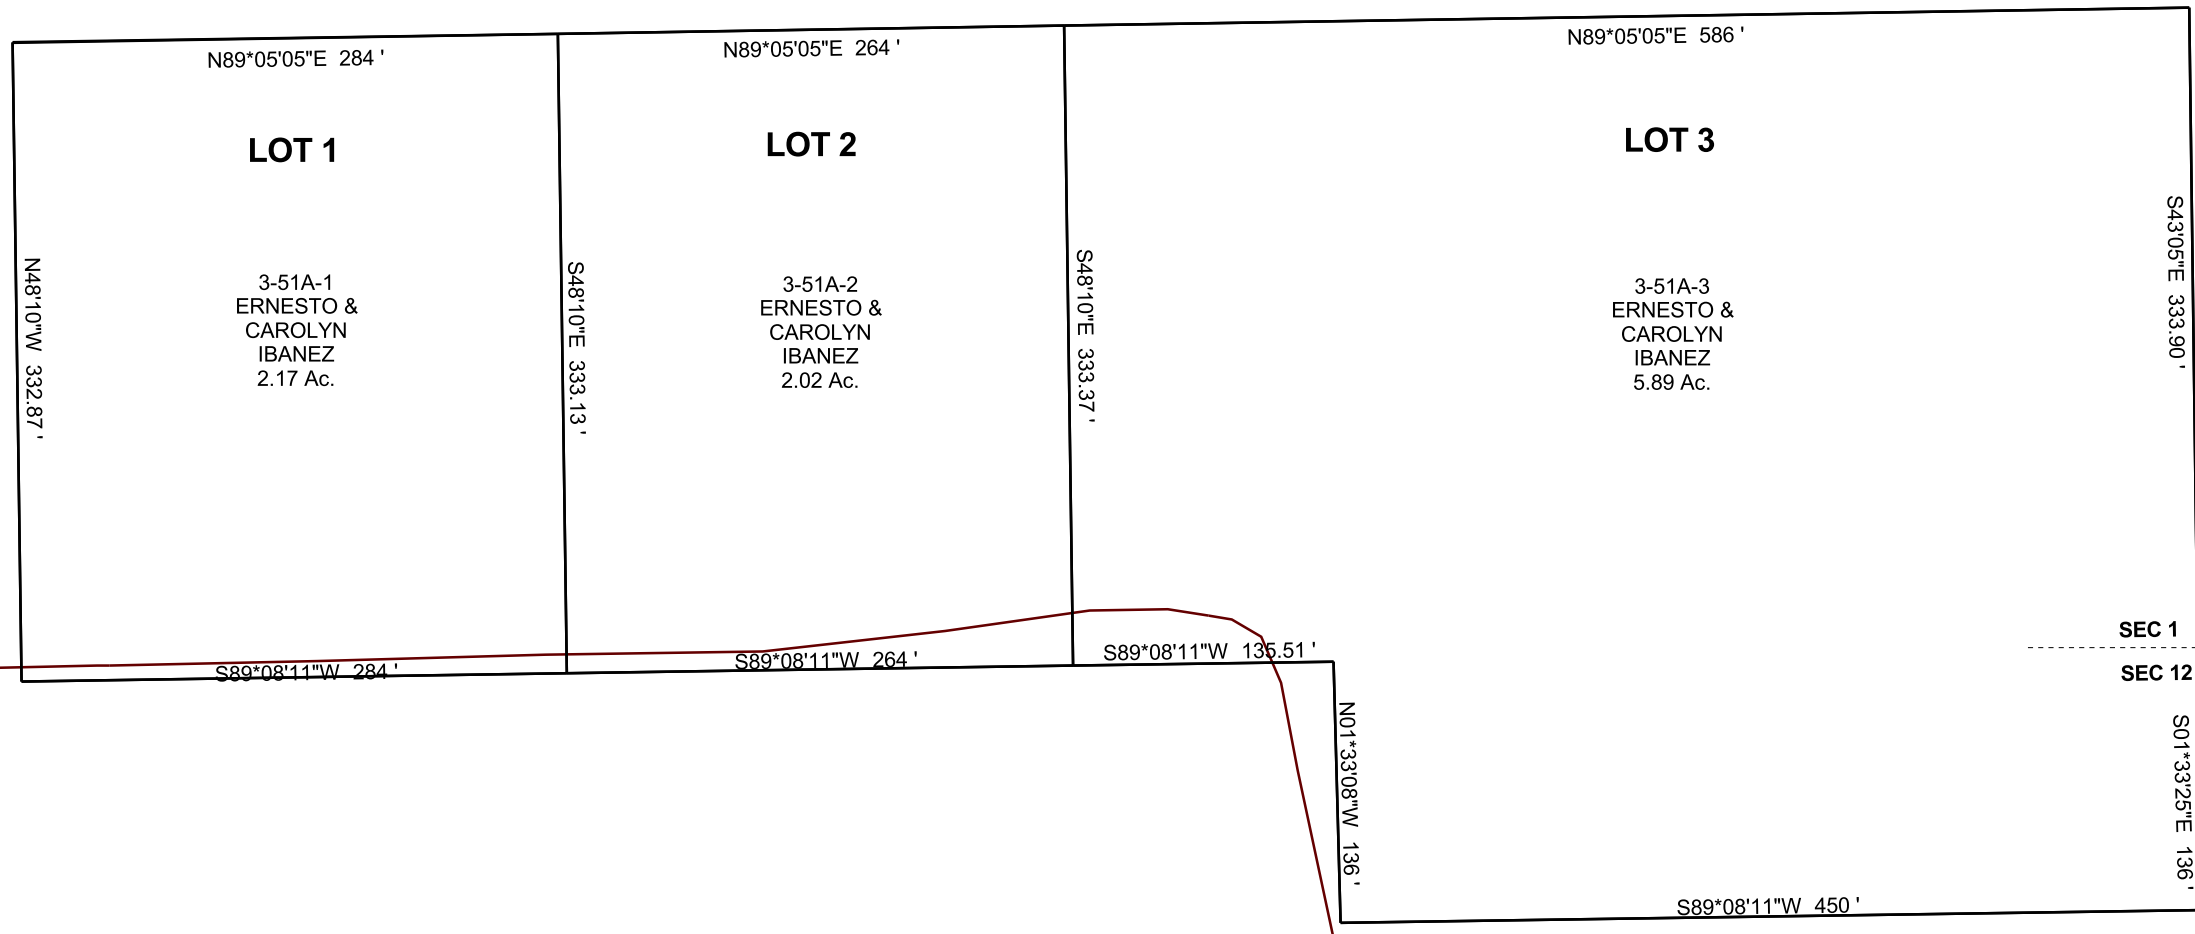 N89*05'05"E 284 '
N89*05'05"E 264 '
N89*05'05"E 586 '
LOT 1
LOT 2
LOT 3
N48'10"W 332.87 '
3-51A-1
ERNESTO &
CAROLYN
IBANEZ
2.17 Ac.
S48'10"E 333.13 '
3-51A-2
ERNESTO &
CAROLYN
IBANEZ
2.02 Ac.
S48'10"E 333.37 '
3-51A-3
ERNESTO &
CAROLYN
IBANEZ
5.89 Ac.
S43'05"E 333.90 '
S89*08'11"W 284 '
S89*08'11"W 264 '
S89*08'11"W 135.51 '
SEC 1
SEC 12
N01*33'08"W 136 '
S01*33'25"E 136 '
S89*08'11"W 450 '